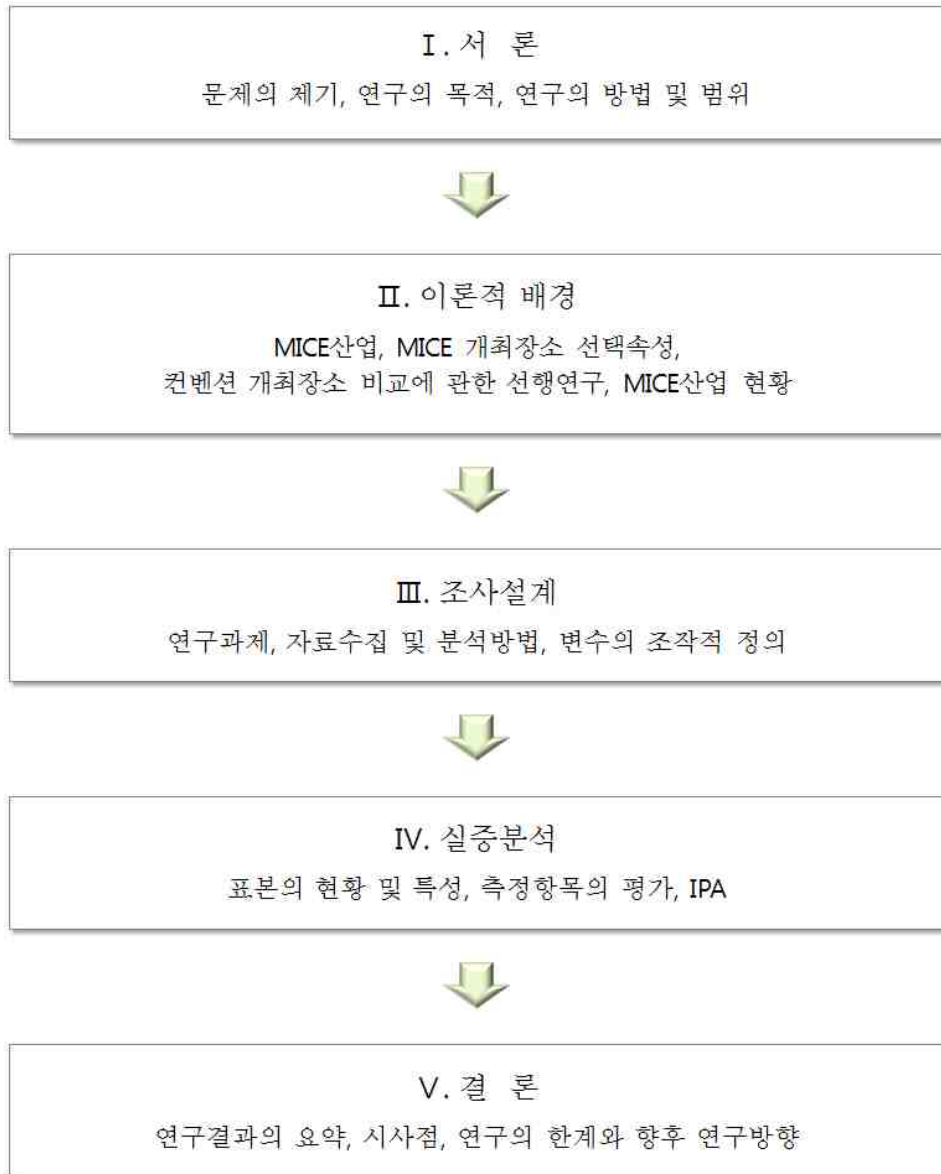 Ⅰ. 서 론
문제의 제기, 연구의 목적, 연구의 방법 및 범위
Ⅱ. 이론적 배경
MICE산업, MICE 개최장소 선택속성,
컨벤션 개최장소 비교에 관한 선행연구, MICE산업 현황
Ⅲ. 조사설계
연구과제, 자료수집 및 분석방법, 변수의 조작적 정의
Ⅳ. 실증분석
표본의 현황 및 특성, 측정항목의 평가, IPA
Ⅴ. 결 론
연구결과의 요약, 시사점, 연구의 한계와 향후 연구방향